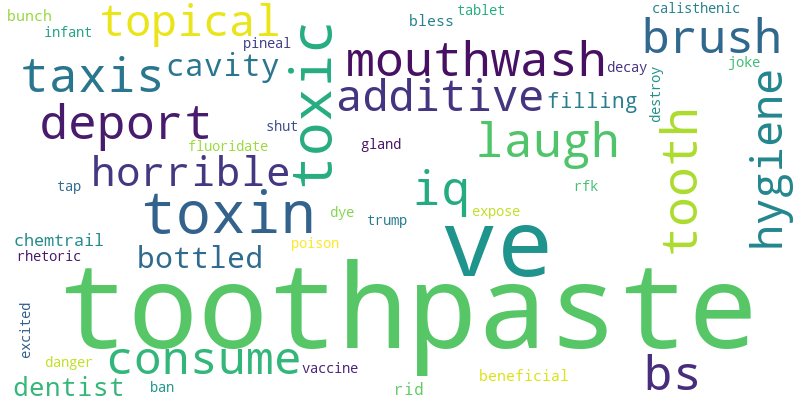 bunch
topical
tablet
calisthenic
infant
bless
brush
pineal
mouthwash
joke
taxis
cavity
toxic
decay
destroy
hygiene
additive
filling
deport
tooth
shut
laugh
fluoridate
gland
horrible
iq
tap
rfk
toxin
dye
trump
expose
ve
chemtrail
poison
rhetoric
bottled
toothpaste
excited
consume
danger
vaccine
bs
beneficial
dentist
ban
rid